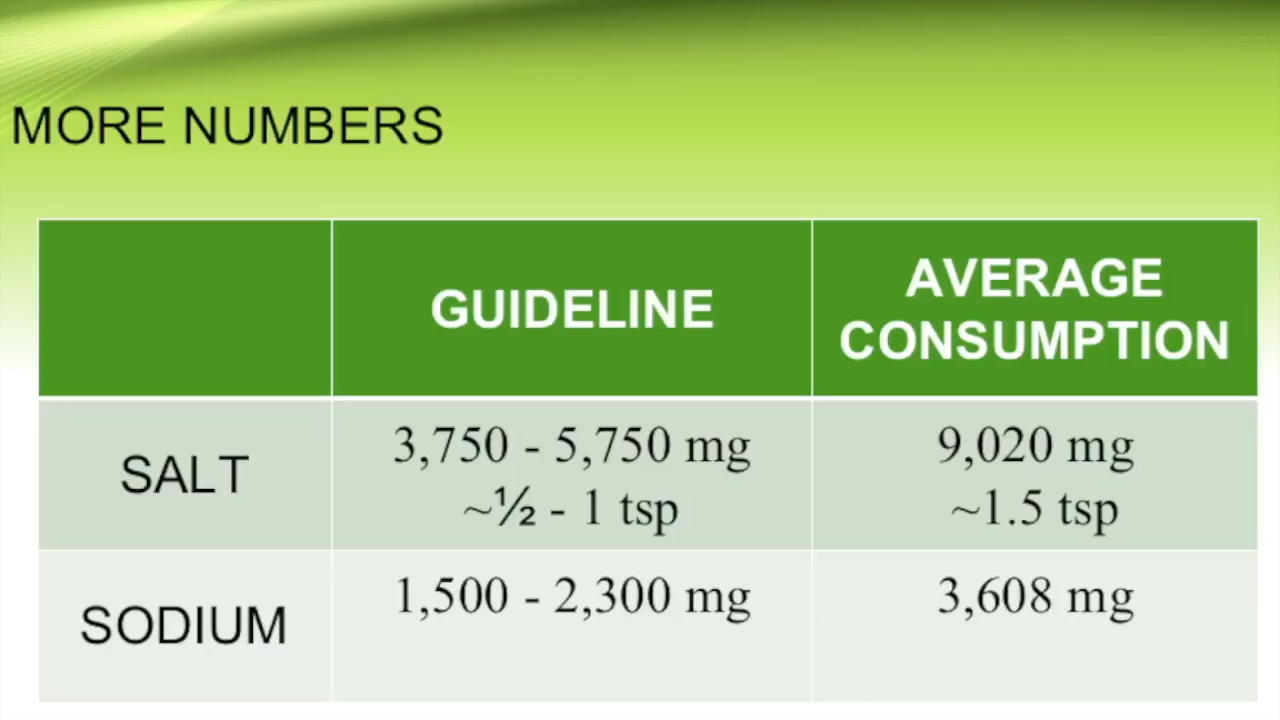 MORE NUMBERS
GUIDELINE
AVERAGE
CONSUMPTION
SALT
3,750 - 5,750 mg
~½ - 1 tsp
9,020 mg
~1.5 tsp
SODIUM
1,500 - 2,300 mg
3,608 mg